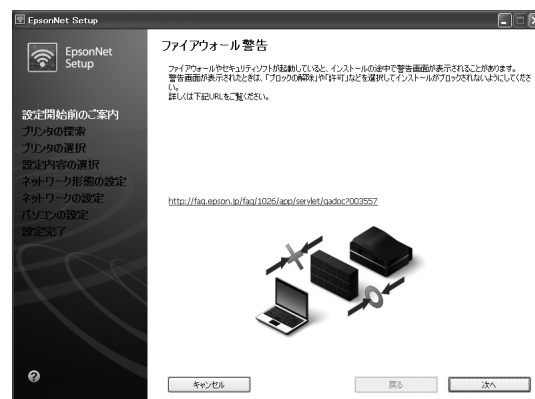 EpsonNet Setup
EpsonNet
Setup
設定開始前のご案内
プリンタの探索
プリンタの選択
設定内容の選択
ネットワーク形態の設定
ネットワークの設定
パソコンの設定
設定完了
ファイアウォール警告
ファイアウォールやセキュリティソフトが起動していると、インストールの途中で警告画面が表示されることがあります。
警告画面が表示されたときは、「ブロックの解除」や「許可」などを選択してインストールがブロックされないようにしてくださ
い。
詳しくは下記URLをご覧ください。
http://faq.epson.jp/faq/1026/app/servlet/qadoc?003557
キャンセル
戻る
次へ